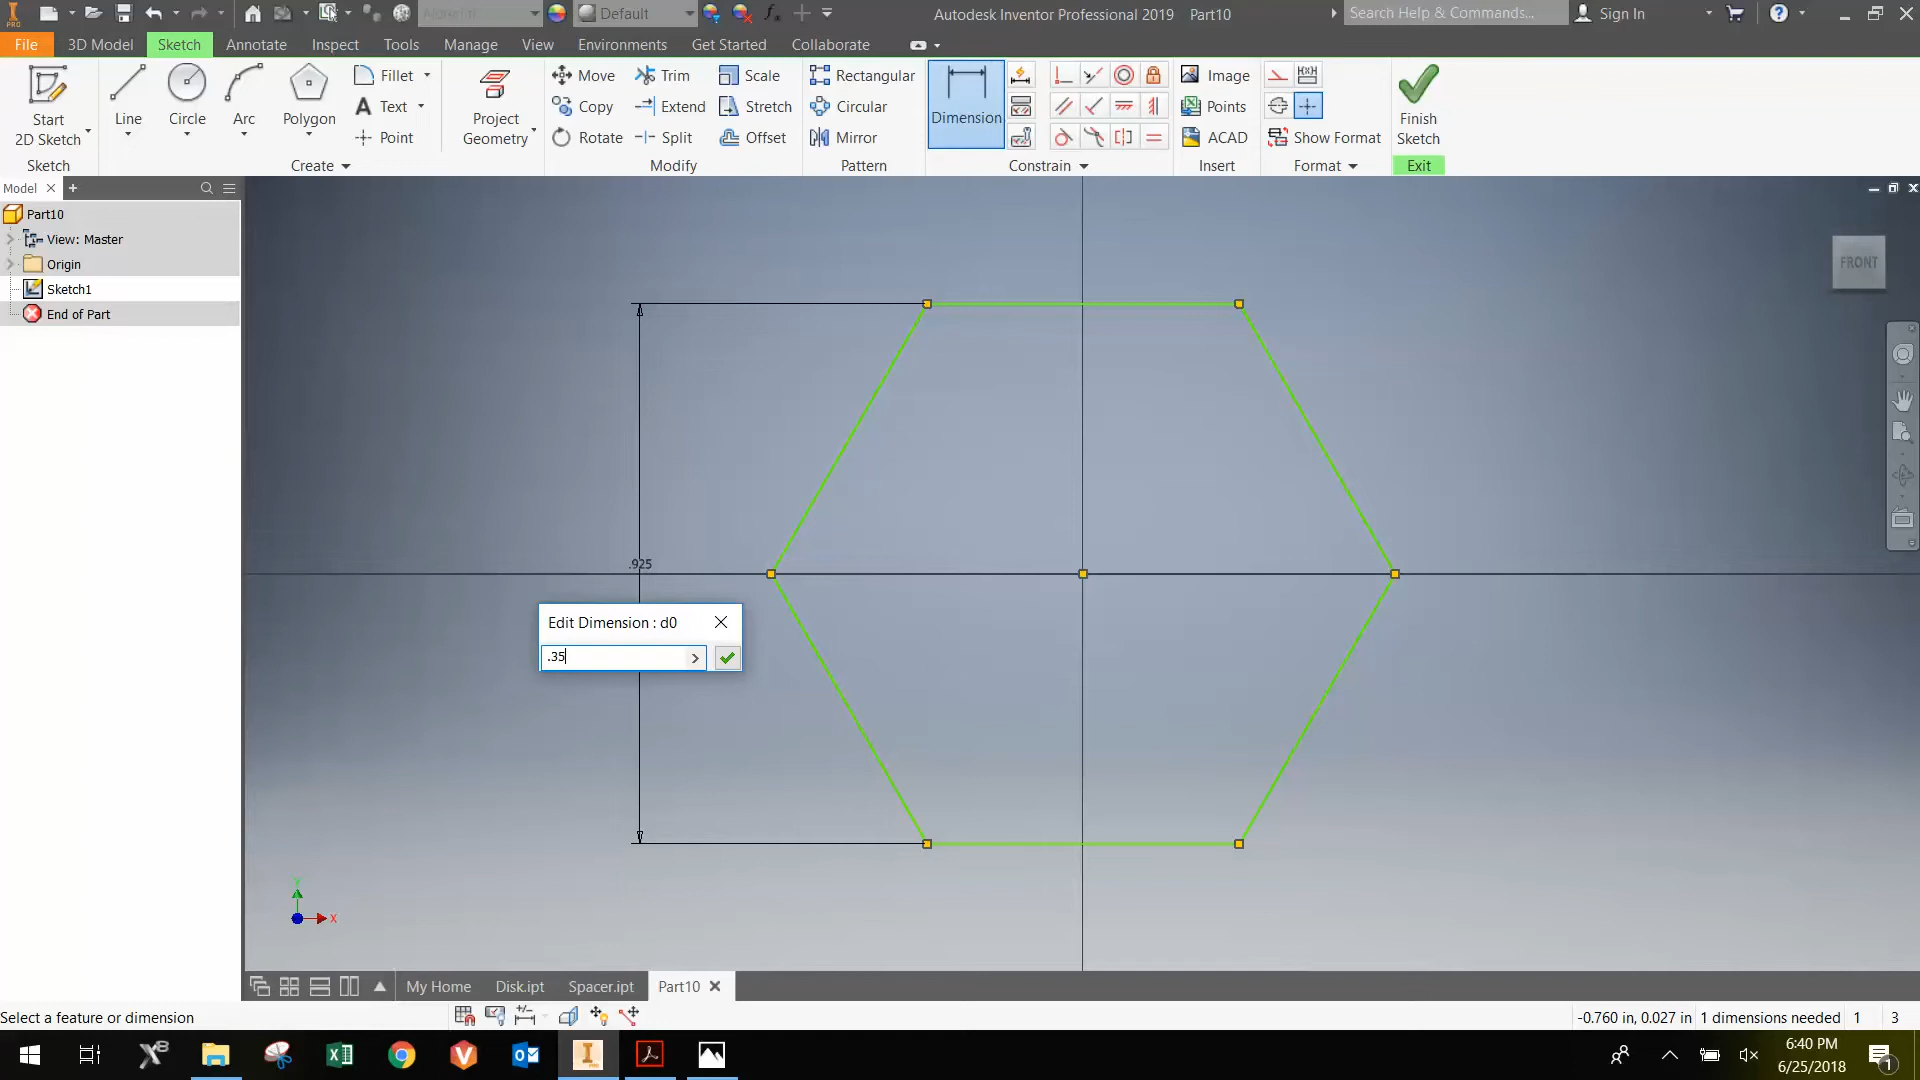 Default
Autodesk Inventor Professional 2019 Part10
Search Help & Commands...
Sign In
File
3D Model
Sketch
Annotate
Inspect
Tools
Manage
View
Environments
Get Started
Collaborate
Start
2D Sketch
Line
Circle
Arc
Polygon
Fillet
Text
Point
Project
Geometry
Move
Copy
Rotate
Trim
Extend
Split
Scale
Stretch
Offset
Rectangular
Circular
Mirror
Dimension
Image
Points
ACAD
Show Format
Finish
Sketch
Sketch
Create
Modify
Pattern
Constrain
Insert
Format
Exit
Model
Part10
View: Master
Origin
Sketch1
End of Part
FRONT
.925
Edit Dimension : d0
.35
Y
X
My Home
Disk.ipt
Spacer.ipt
Part10
Select a feature or dimension
-0.760 in, 0.027 in
1 dimensions needed
1
3
6:40 PM
6/25/2018
1